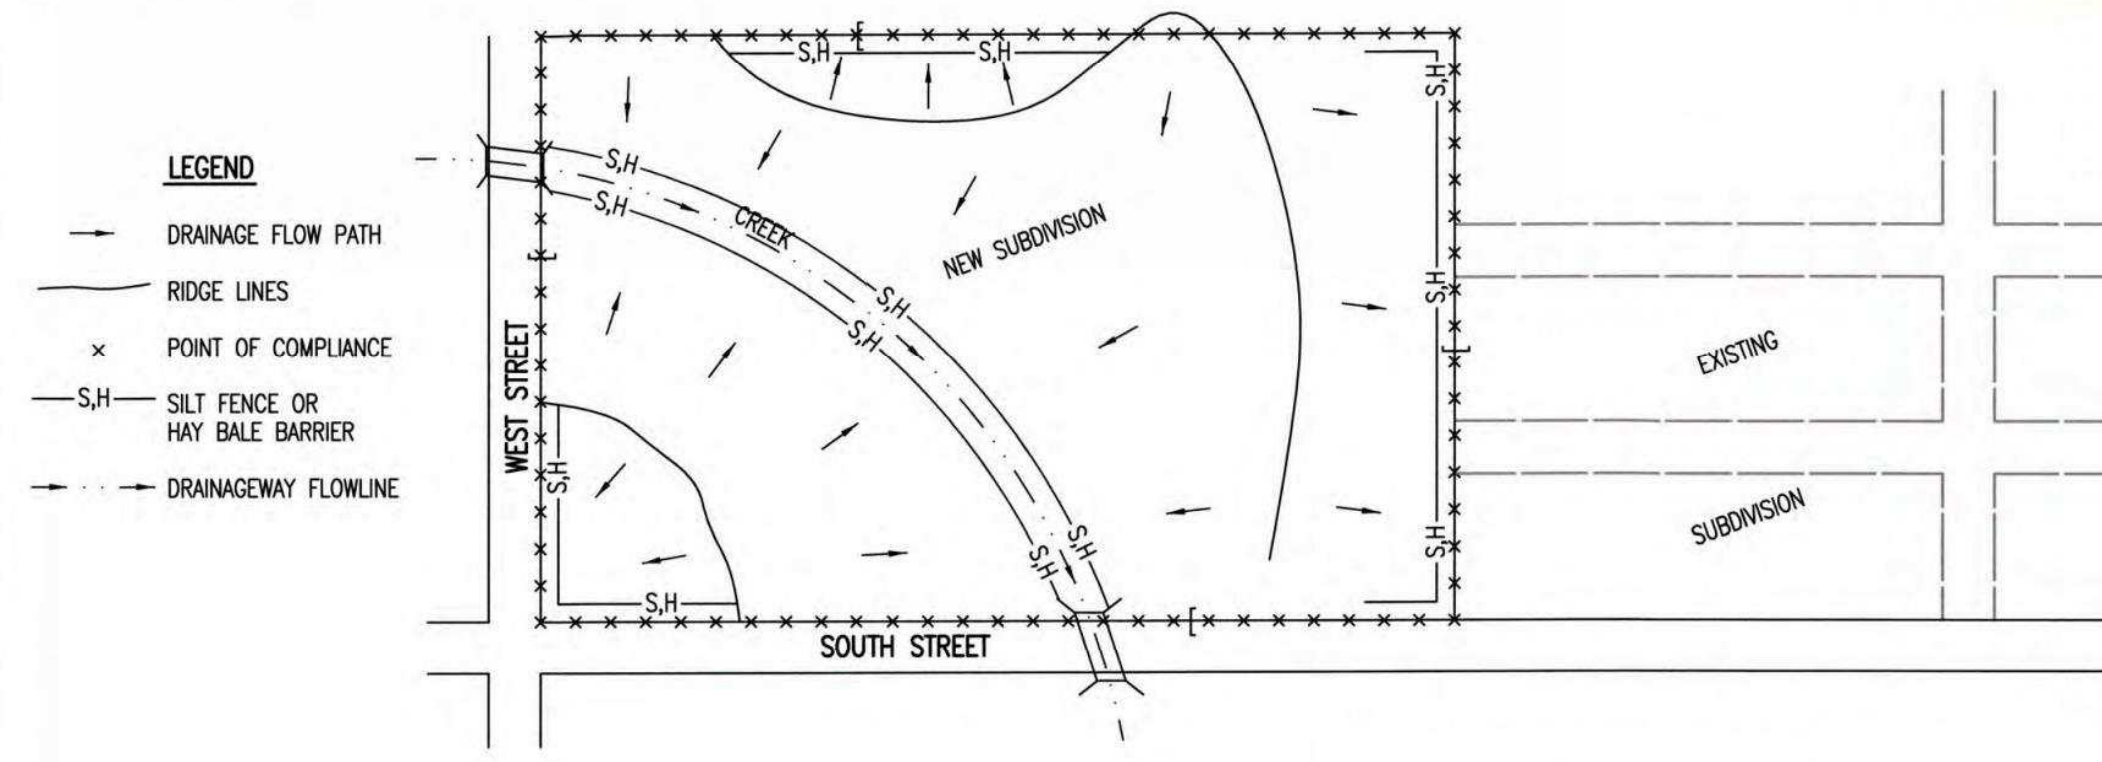 LEGEND
DRAINAGE FLOW PATH
RIDGE LINES
POINT OF COMPLIANCE
S,H
SILT FENCE OR
HAY BALE BARRIER
DRAINAGEWAY FLOWLINE
S,H
S,H
S,H
S,H
S,H
CREEK
NEW SUBDIVISION
S,H
S,H
S,H
WEST STREET
EXISTING
S,H
SUBDIVISION
S,H
S,H
S,H
S,H
SOUTH STREET